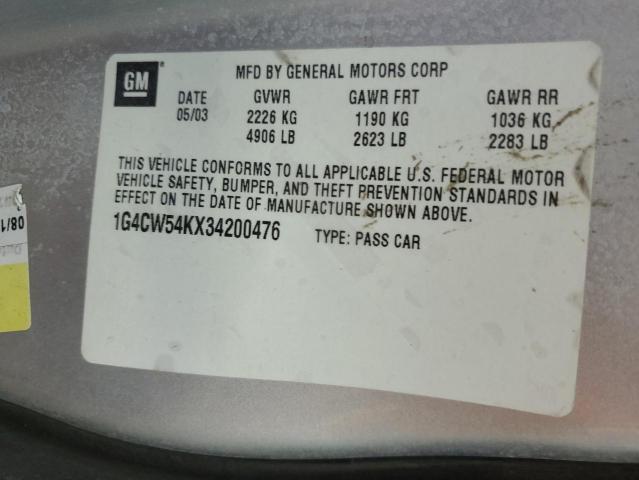 GM
MFD BY GENERAL MOTORS CORP
DATE GVWR GAWR FRT GAWR RR
05/03 2226 KG 1190 KG 1036 KG
4906 LB 2623 LB 2283 LB
THIS VEHICLE CONFORMS TO ALL APPLICABLE U.S. FEDERAL MOTOR
VEHICLE SAFETY, BUMPER, AND THEFT PREVENTION STANDARDS IN
EFFECT ON THE DATE OF MANUFACTURE SHOWN ABOVE.
1G4CW54KX34200476 TYPE: PASS CAR
08/1